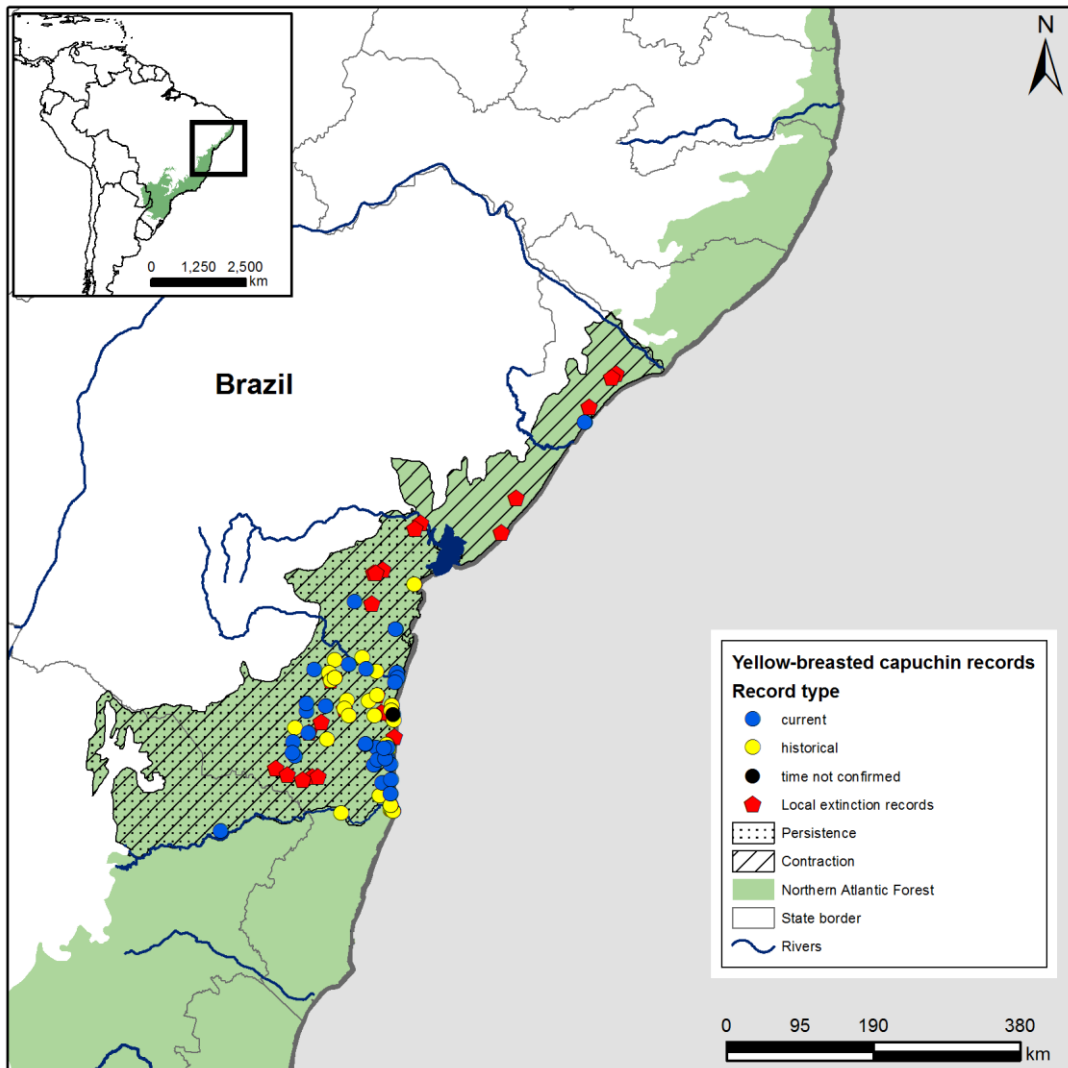 N
0 1,250 2,500
km
Brazil
Yellow-breasted capuchin records
Record type
current
historical
time not confirmed
Local extinction records
Persistence
Contraction
Northern Atlantic Forest
State border
Rivers
0 95 190 380
km